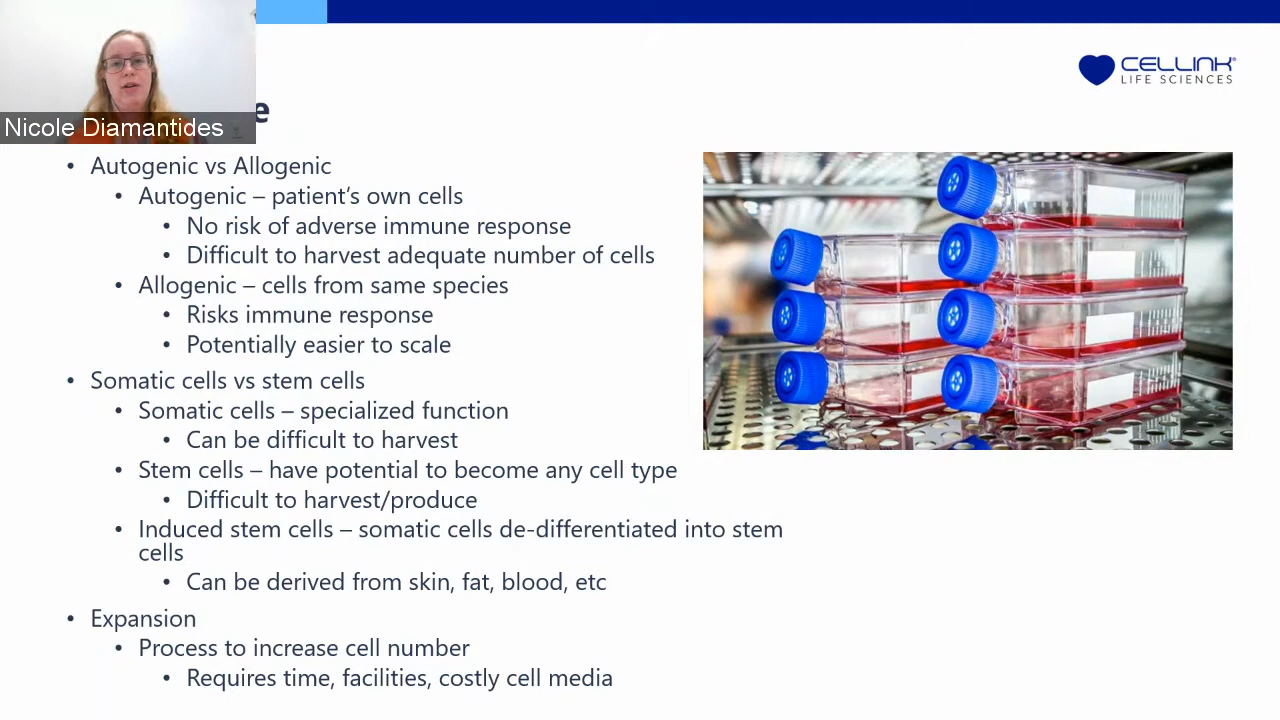 CELLINK
LIFE SCIENCES
Nicole Diamantides
• Autogenic vs Allogenic
• Autogenic – patient’s own cells
• No risk of adverse immune response
• Difficult to harvest adequate number of cells
• Allogenic – cells from same species
• Risks immune response
• Potentially easier to scale
• Somatic cells vs stem cells
• Somatic cells – specialized function
• Can be difficult to harvest
• Stem cells – have potential to become any cell type
• Difficult to harvest/produce
• Induced stem cells – somatic cells de-differentiated into stem
cells
• Can be derived from skin, fat, blood, etc
• Expansion
• Process to increase cell number
• Requires time, facilities, costly cell media